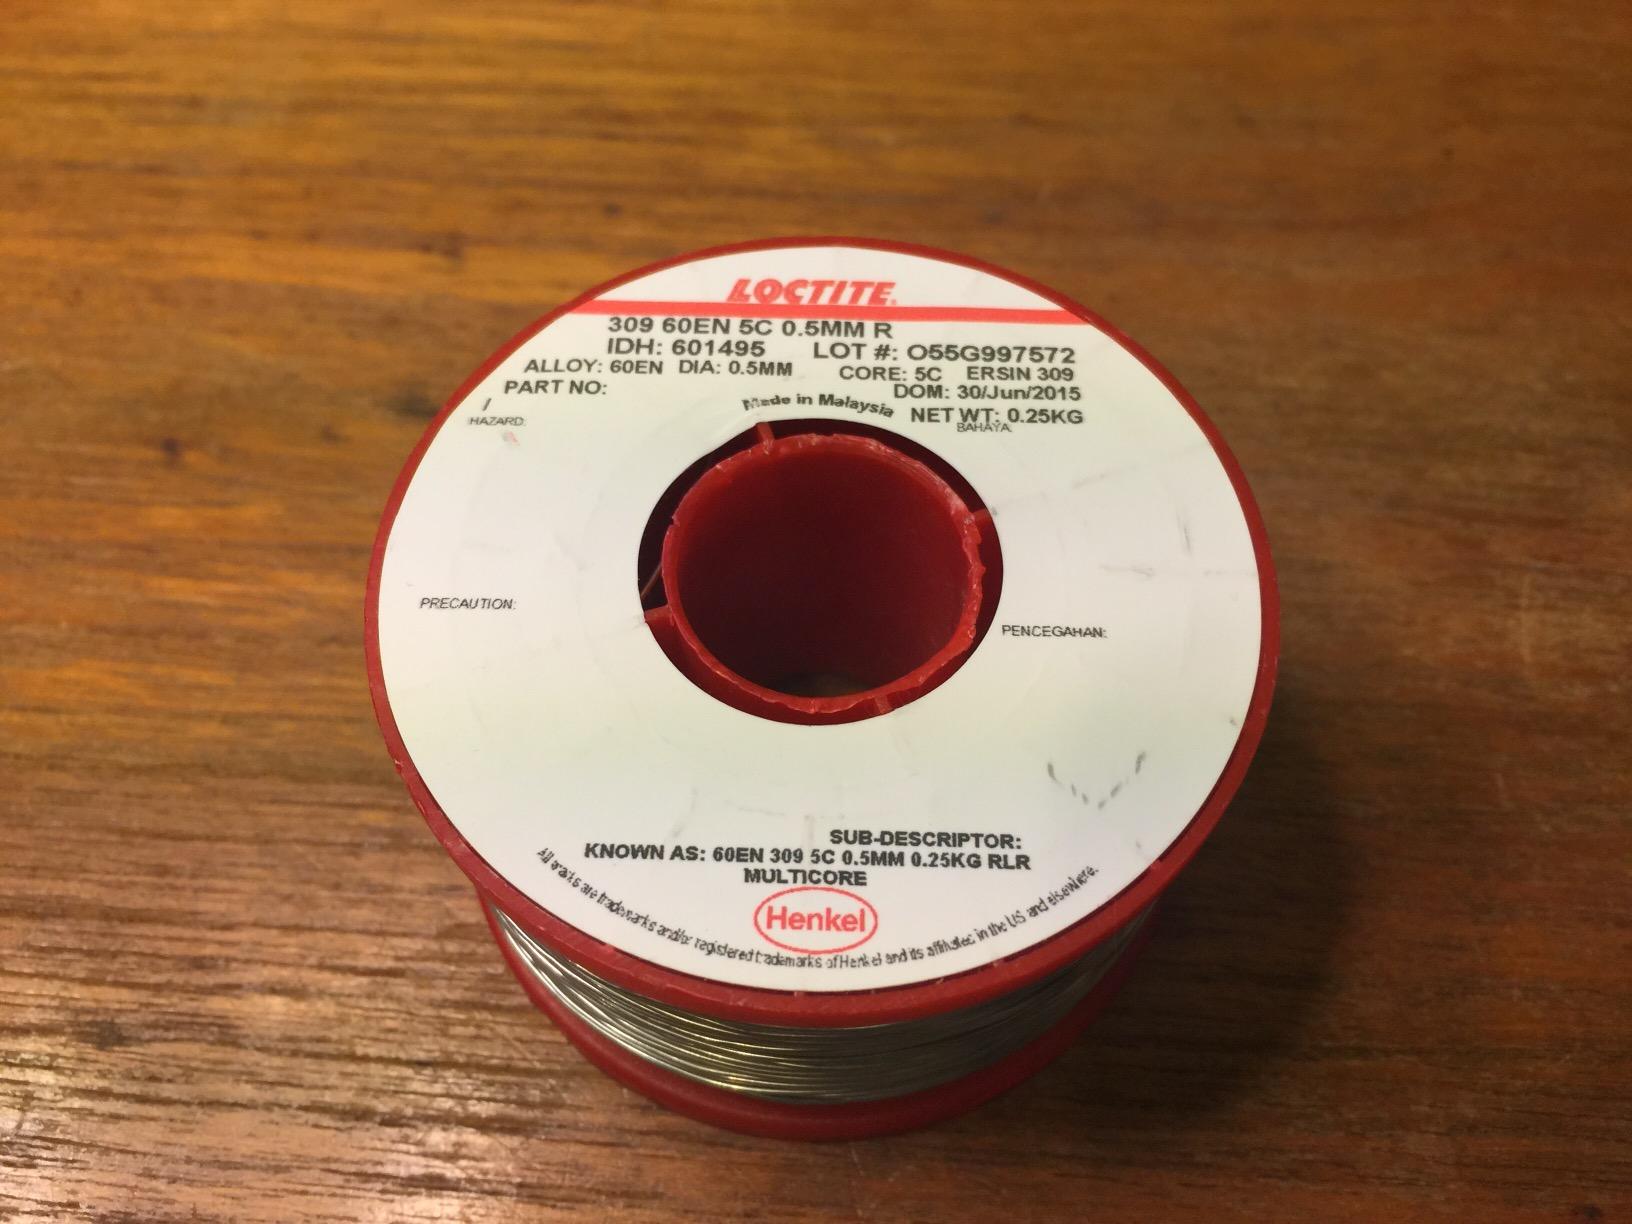 LOCTITE.
309 60EN 5C 0.5MM R
IDH: 601495 LOT #: O55G997572
ALLOY: 60EN DIA: 0.5MM CORE: 5C ERSIN 309
PART NO: DOM: 30/Jun/2015
/ Made in Malaysia NET WT: 0.25KG
HAZARD: BAHAYA:
PRECAUTION: PENCEGAHAN:
SUB-DESCRIPTOR:
KNOWN AS: 60EN 309 5C 0.5MM 0.25KG RLR
MULTICORE
Henkel
All marks are trademarks and/or registered trademarks of Henkel and its affiliates in the US and elsewhere.